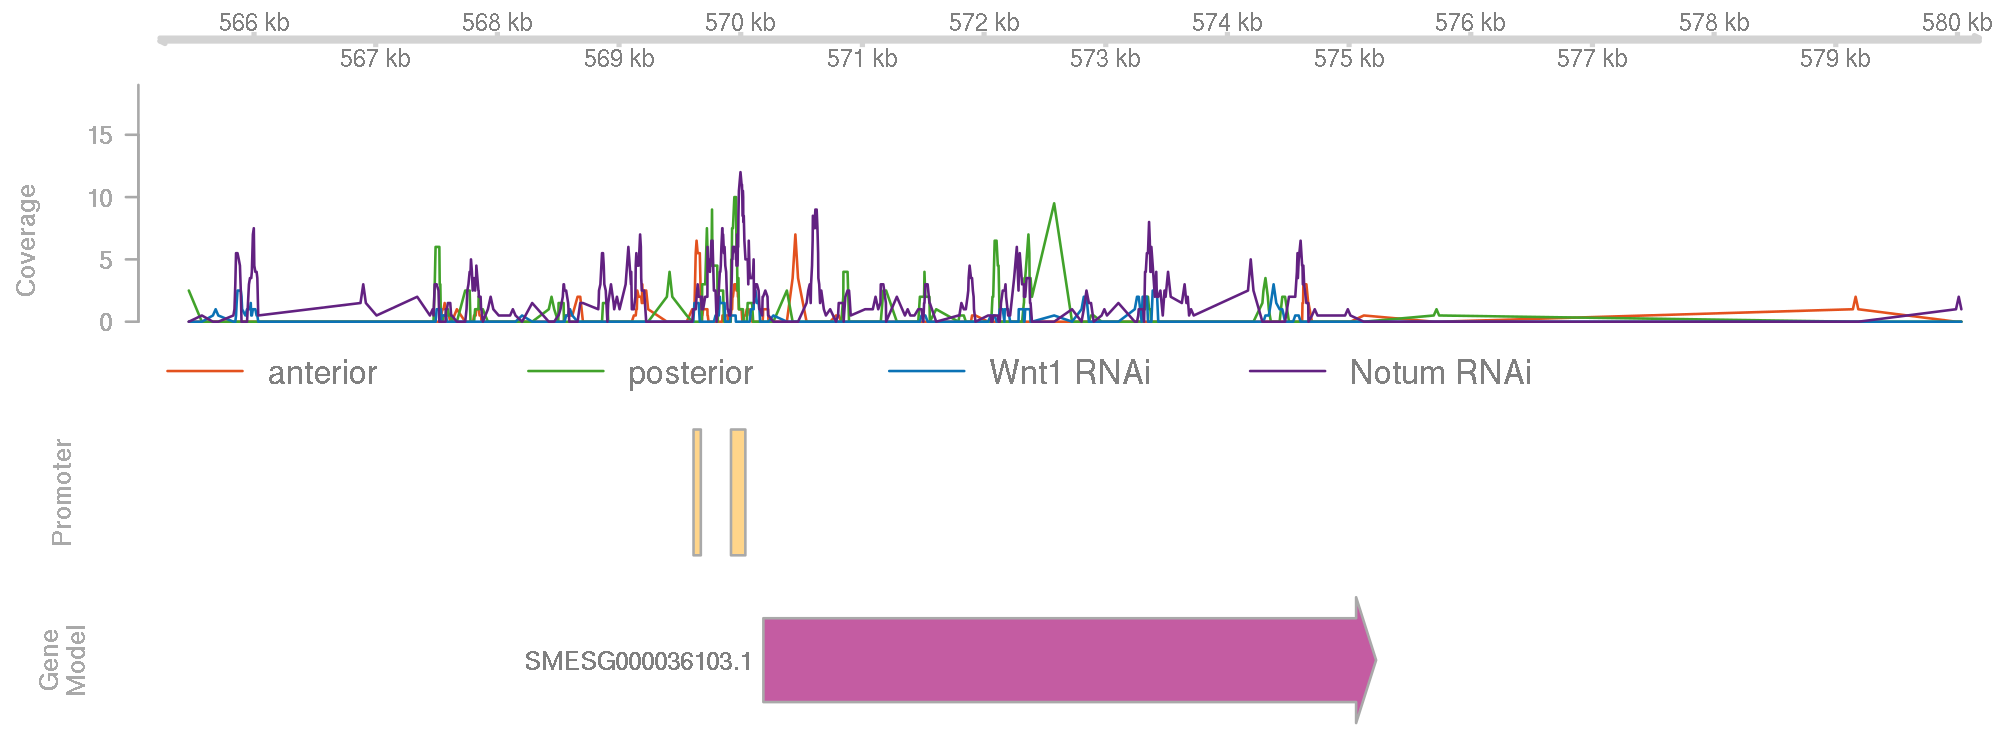 566 kb 568 kb 570 kb 572 kb 574 kb 576 kb 578 kb 580 kb
567 kb 569 kb 571 kb 573 kb 575 kb 577 kb 579 kb
Coverage
15
10
5
0
anterior posterior Wnt1 RNAi Notum RNAi
Promoter
Gene
Model
SMESG000036103.1